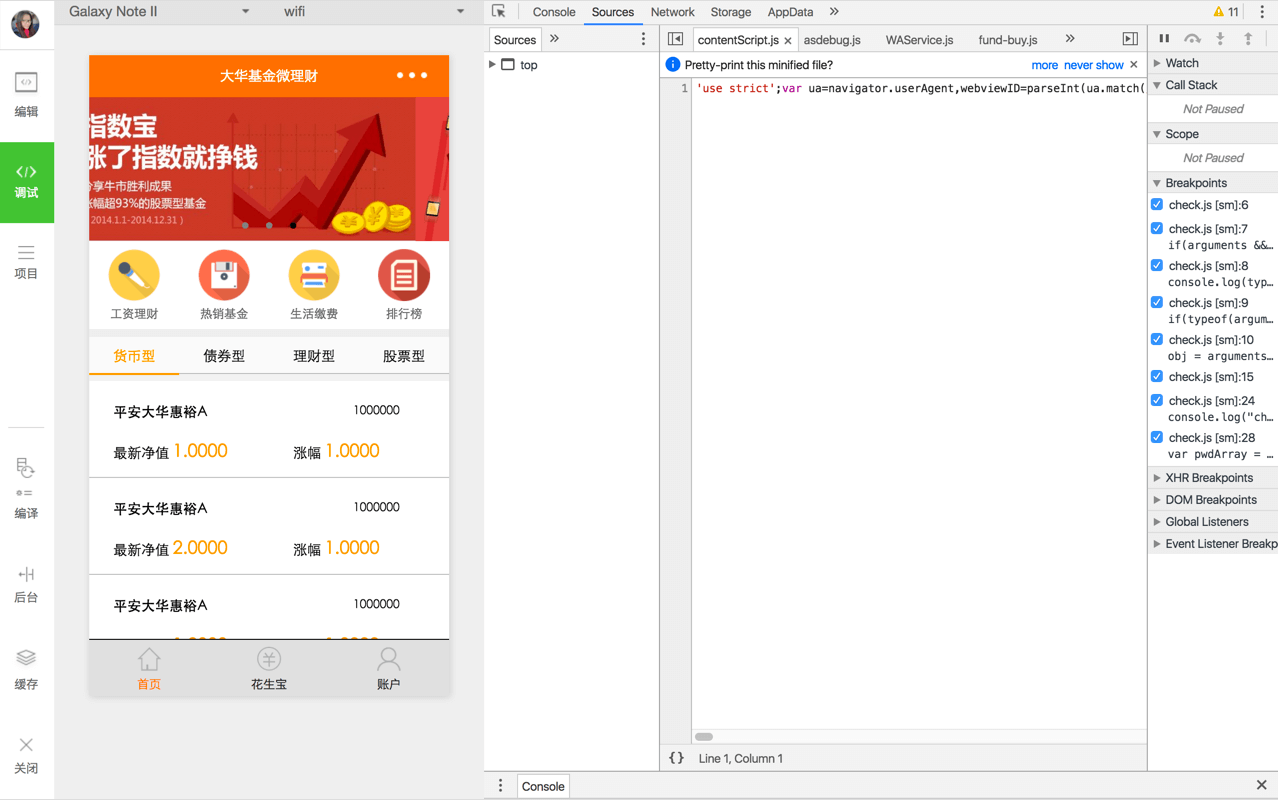 Galaxy Note II
wifi
编辑
调试
项目
编译
后台
缓存
关闭
大华基金微理财
指数宝
涨了指数就挣钱
分享牛市胜利成果
涨幅超93%的股票型基金
2014.1.1-2014.12.31 )
工资理财
热销基金
生活缴费
排行榜
货币型
债券型
理财型
股票型
平安大华惠裕A
1000000
最新净值 1.0000
涨幅 1.0000
平安大华惠裕A
1000000
最新净值 2.0000
涨幅 1.0000
平安大华惠裕A
1000000
首页
花生宝
账户
Console
Sources
Network
Storage
AppData
11
Sources
top
contentScript.js
asdebug.js
WAService.js
fund-buy.js
Pretty-print this minified file?
more
never show
1
'use strict';var ua=navigator.userAgent,webviewID=parseInt(ua.match(
{}
Line 1, Column 1
Watch
Call Stack
Not Paused
Scope
Not Paused
Breakpoints
check.js [sm]:6
check.js [sm]:7
if(arguments &&…
check.js [sm]:8
console.log(typ…
check.js [sm]:9
if(typeof(argum…
check.js [sm]:10
obj = arguments…
check.js [sm]:15
check.js [sm]:24
console.log("ch…
check.js [sm]:28
var pwdArray = …
XHR Breakpoints
DOM Breakpoints
Global Listeners
Event Listener Breakp
Console